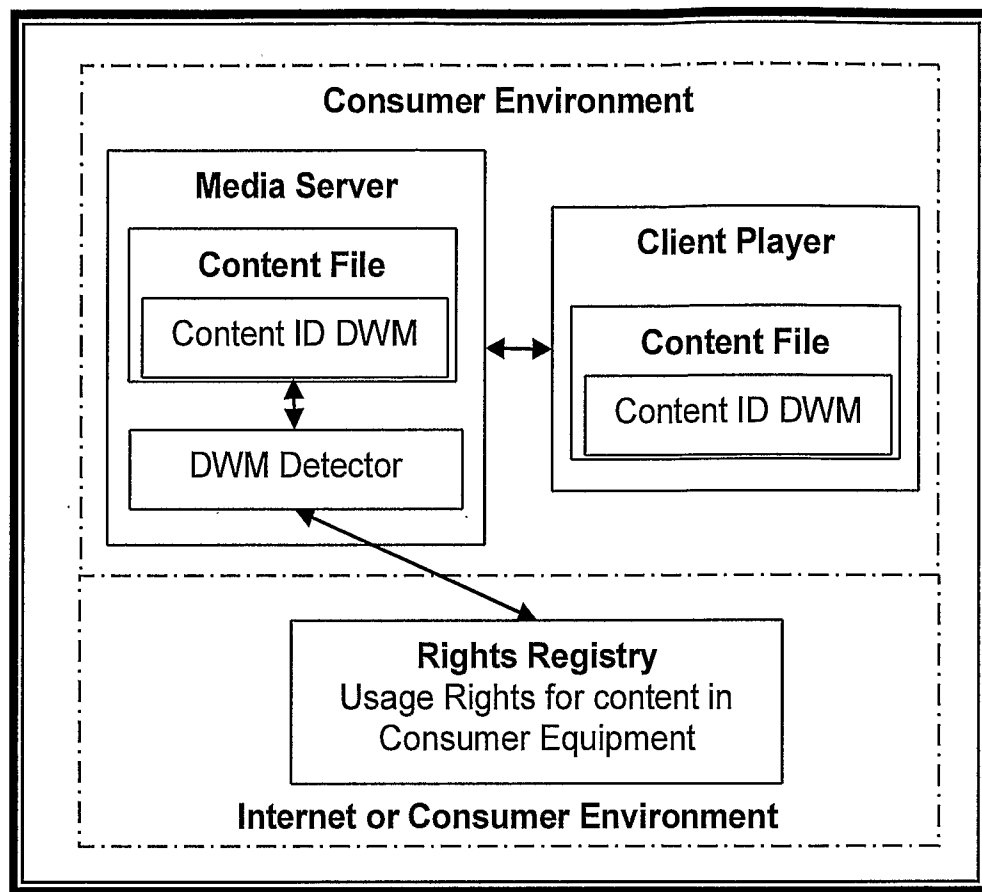 Consumer Environment
Media Server
Content File
Content ID DWM
DWM Detector
Client Player
Content File
Content ID DWM
Rights Registry
Usage Rights for content in
Consumer Equipment
Internet or Consumer Environment